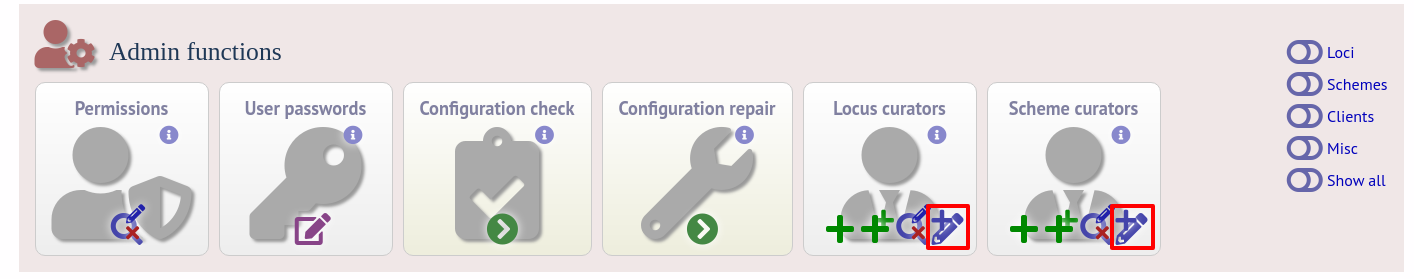 Admin functions
Permissions
User passwords
Configuration check
Configuration repair
Locus curators
Scheme curators
Loci
Schemes
Clients
Misc
Show all